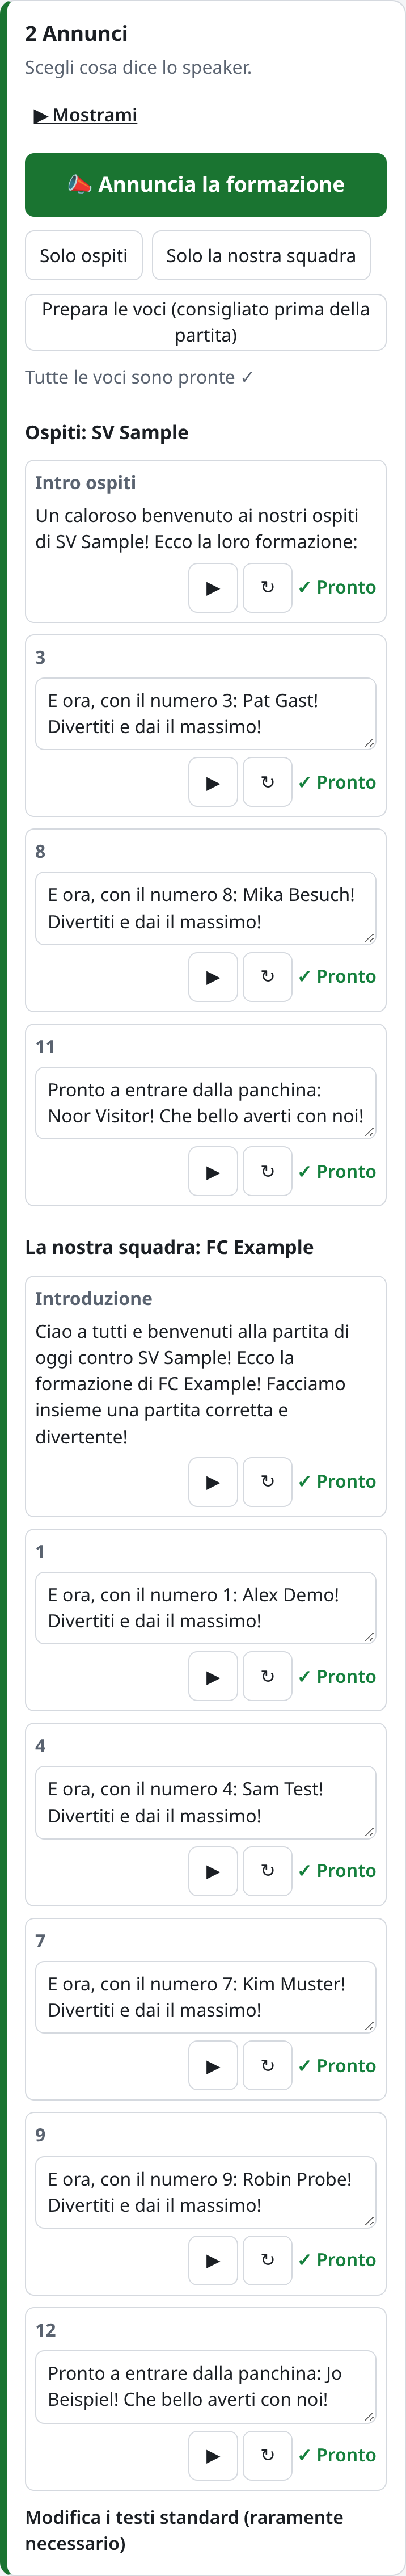 2 Annunci
Scegli cosa dice lo speaker.
▶ Mostrami
📣 Annuncia la formazione
Solo ospiti
Solo la nostra squadra
Prepara le voci (consigliato prima della
partita)
Tutte le voci sono pronte ✓
Ospiti: SV Sample
Intro ospiti
Un caloroso benvenuto ai nostri ospiti
di SV Sample! Ecco la loro formazione:
▶ ↻ ✓ Pronto
3
E ora, con il numero 3: Pat Gast!
Divertiti e dai il massimo!
▶ ↻ ✓ Pronto
8
E ora, con il numero 8: Mika Besuch!
Divertiti e dai il massimo!
▶ ↻ ✓ Pronto
11
Pronto a entrare dalla panchina:
Noor Visitor! Che bello averti con noi!
▶ ↻ ✓ Pronto
La nostra squadra: FC Example
Introduzione
Ciao a tutti e benvenuti alla partita di
oggi contro SV Sample! Ecco la
formazione di FC Example! Facciamo
insieme una partita corretta e
divertente!
▶ ↻ ✓ Pronto
1
E ora, con il numero 1: Alex Demo!
Divertiti e dai il massimo!
▶ ↻ ✓ Pronto
4
E ora, con il numero 4: Sam Test!
Divertiti e dai il massimo!
▶ ↻ ✓ Pronto
7
E ora, con il numero 7: Kim Muster!
Divertiti e dai il massimo!
▶ ↻ ✓ Pronto
9
E ora, con il numero 9: Robin Probe!
Divertiti e dai il massimo!
▶ ↻ ✓ Pronto
12
Pronto a entrare dalla panchina: Jo
Beispiel! Che bello averti con noi!
▶ ↻ ✓ Pronto
Modifica i testi standard (raramente
necessario)